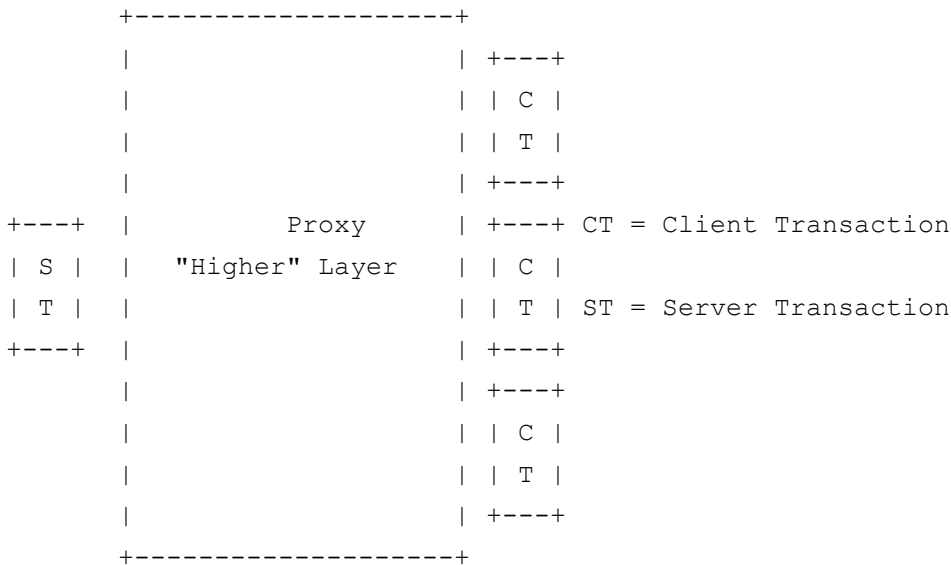 +--------------------+
|                    | +---+
|                    | | C |
|                    | | T |
|                    | +---+
+---+ | Proxy | +---+ CT = Client Transaction
| S | | "Higher" Layer | | C |
| T | | | | T | ST = Server Transaction
+---+ | | +---+
| | +---+
| | | C |
| | | T |
| | +---+
+--------------------+